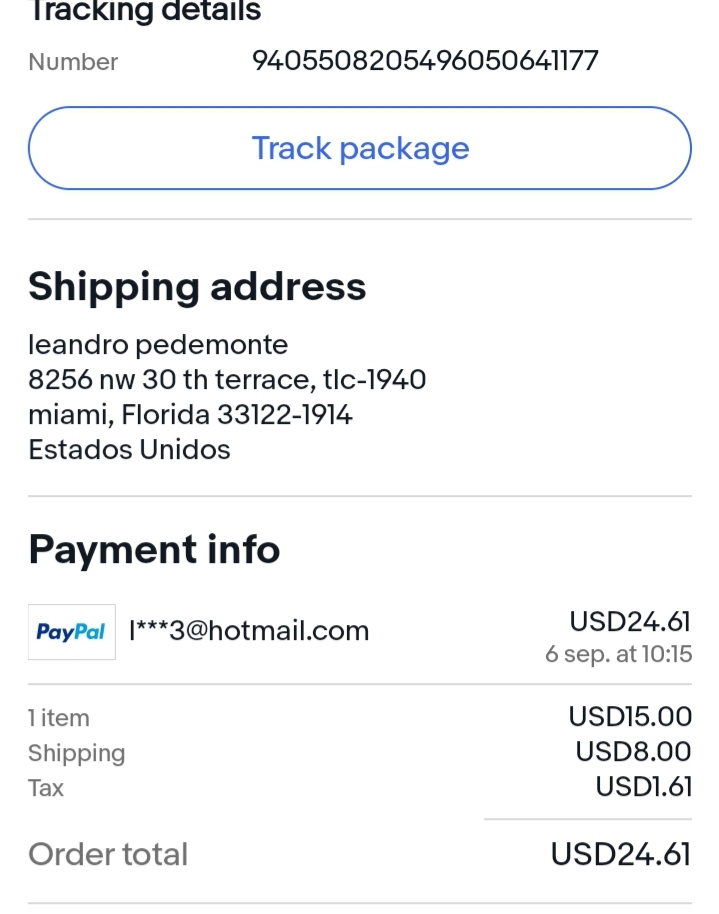 Tracking details
Number 9405508205496050641177
Track package
Shipping address
leandro pedemonte
8256 nw 30 th terrace, tlc-1940
miami, Florida 33122-1914
Estados Unidos
Payment info
PayPal l***3@hotmail.com USD24.61
6 sep. at 10:15
1 item USD15.00
Shipping USD8.00
Tax USD1.61
Order total USD24.61